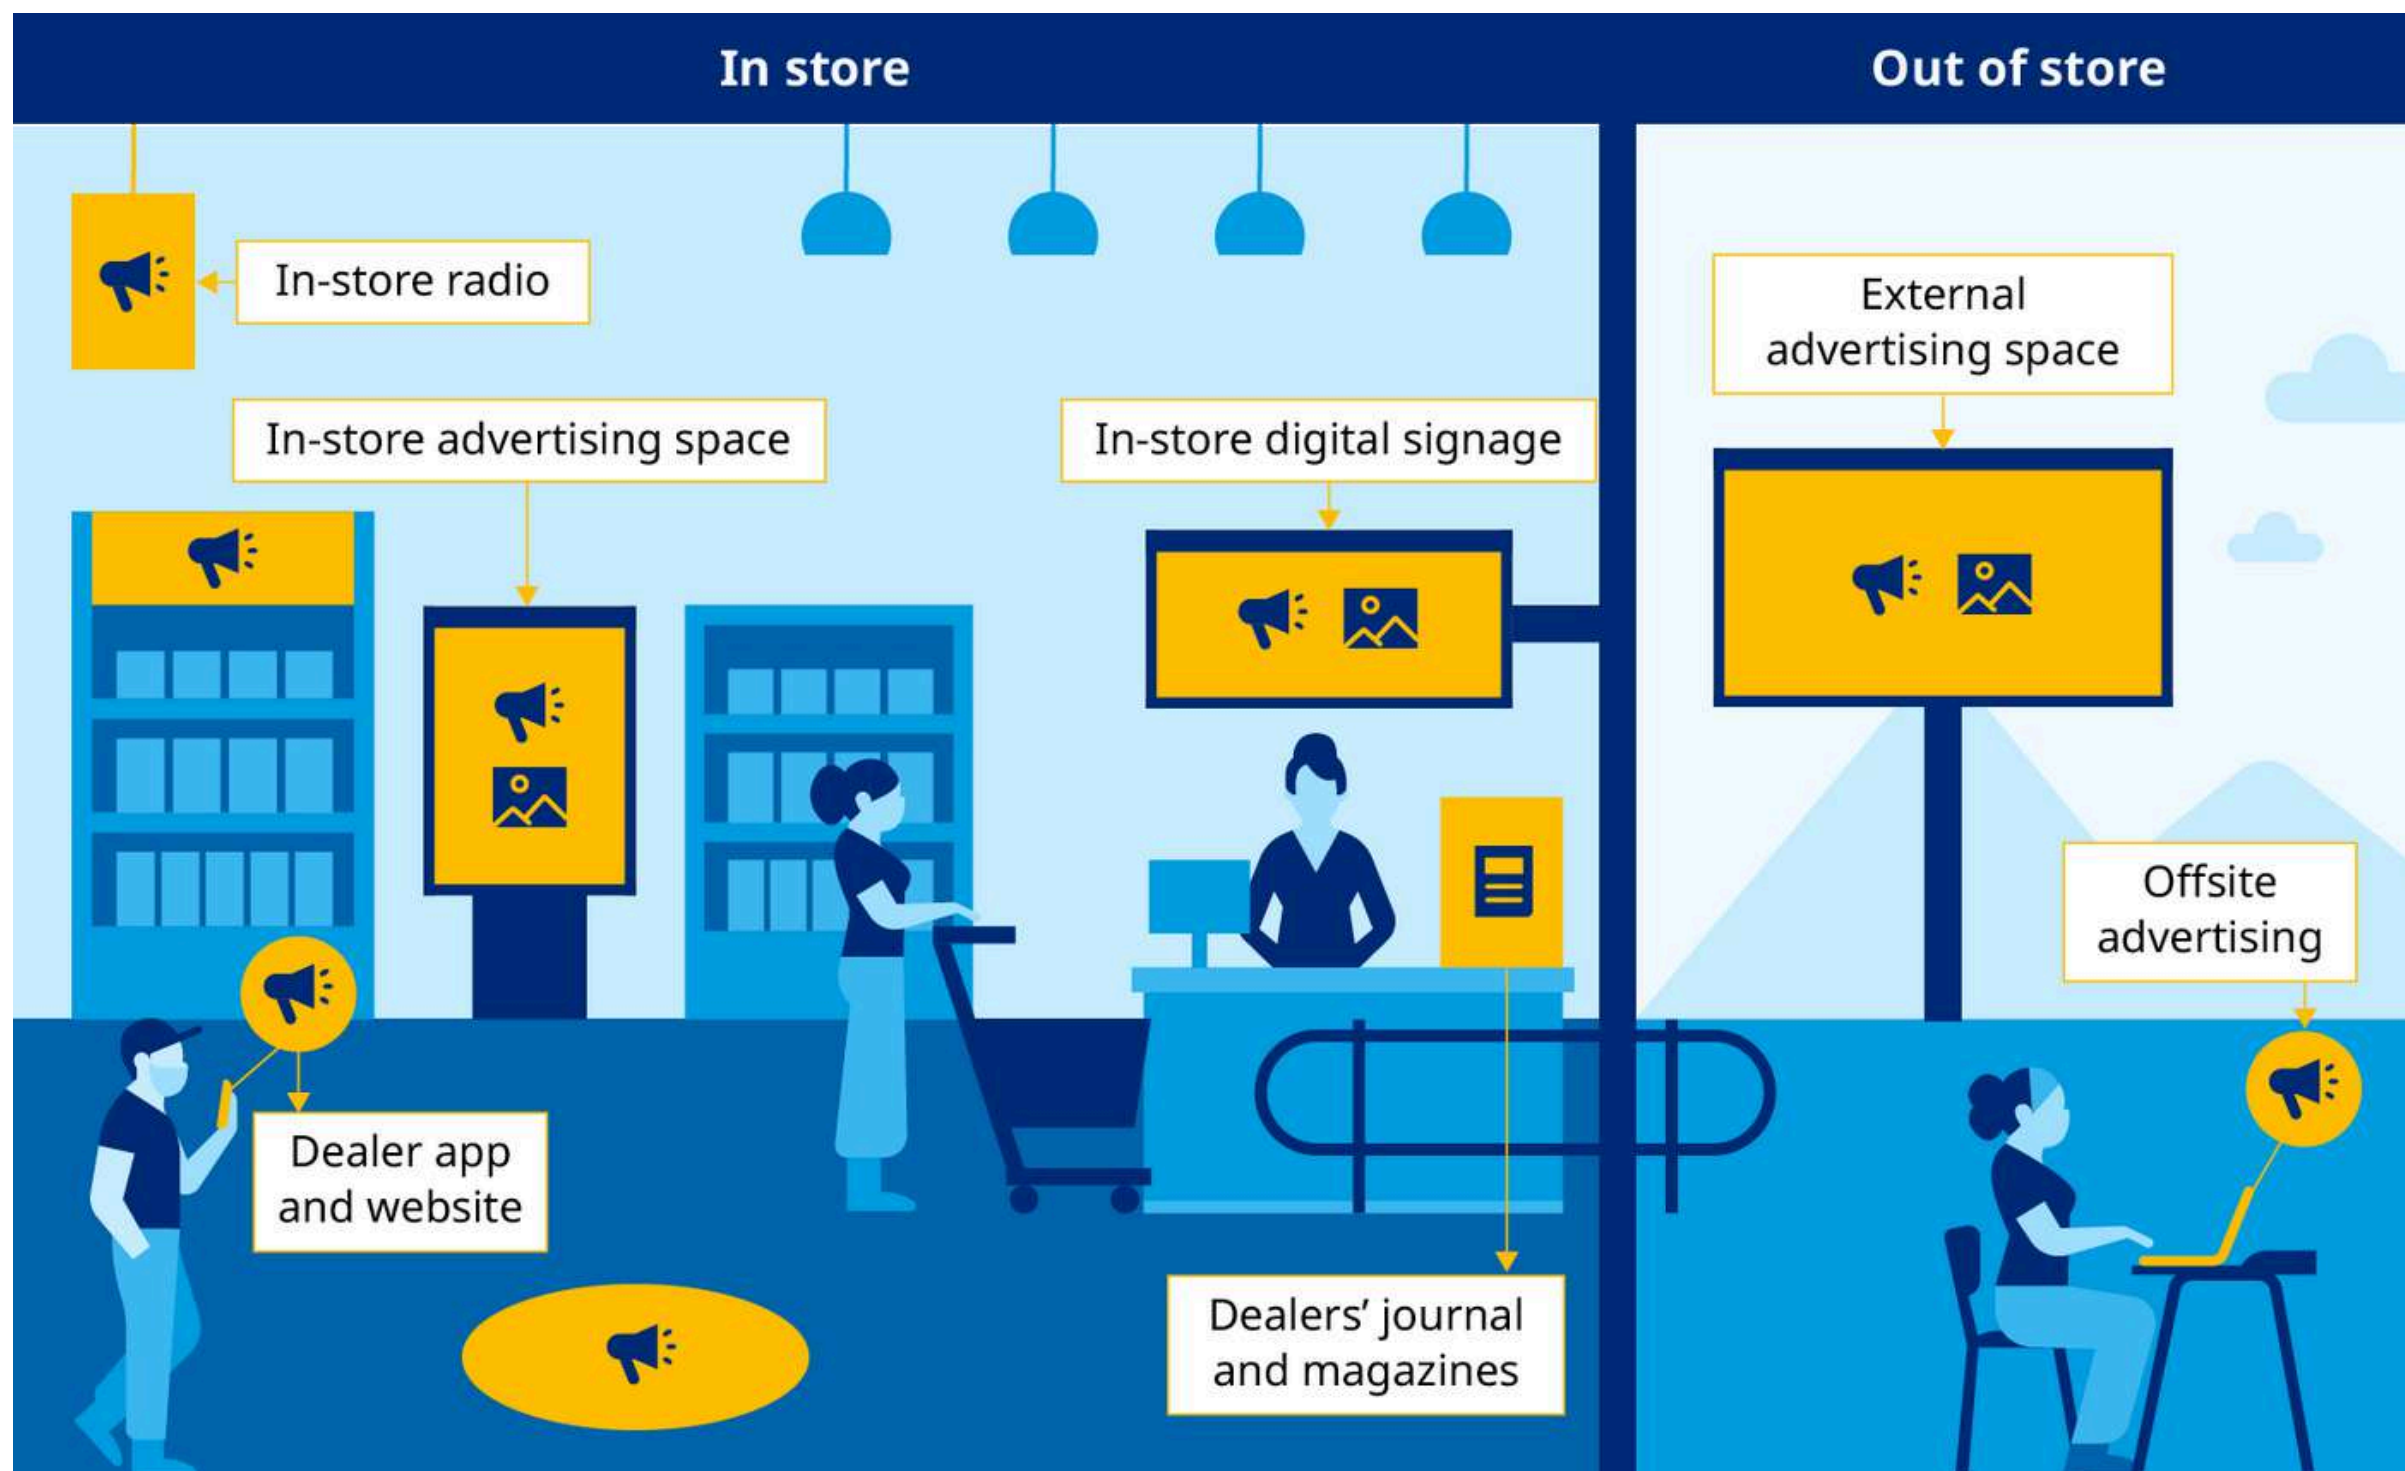 In store
Out of store
In-store radio
External
advertising space
In-store advertising space
In-store digital signage
Offsite
advertising
Dealer app
and website
Dealers’ journal
and magazines